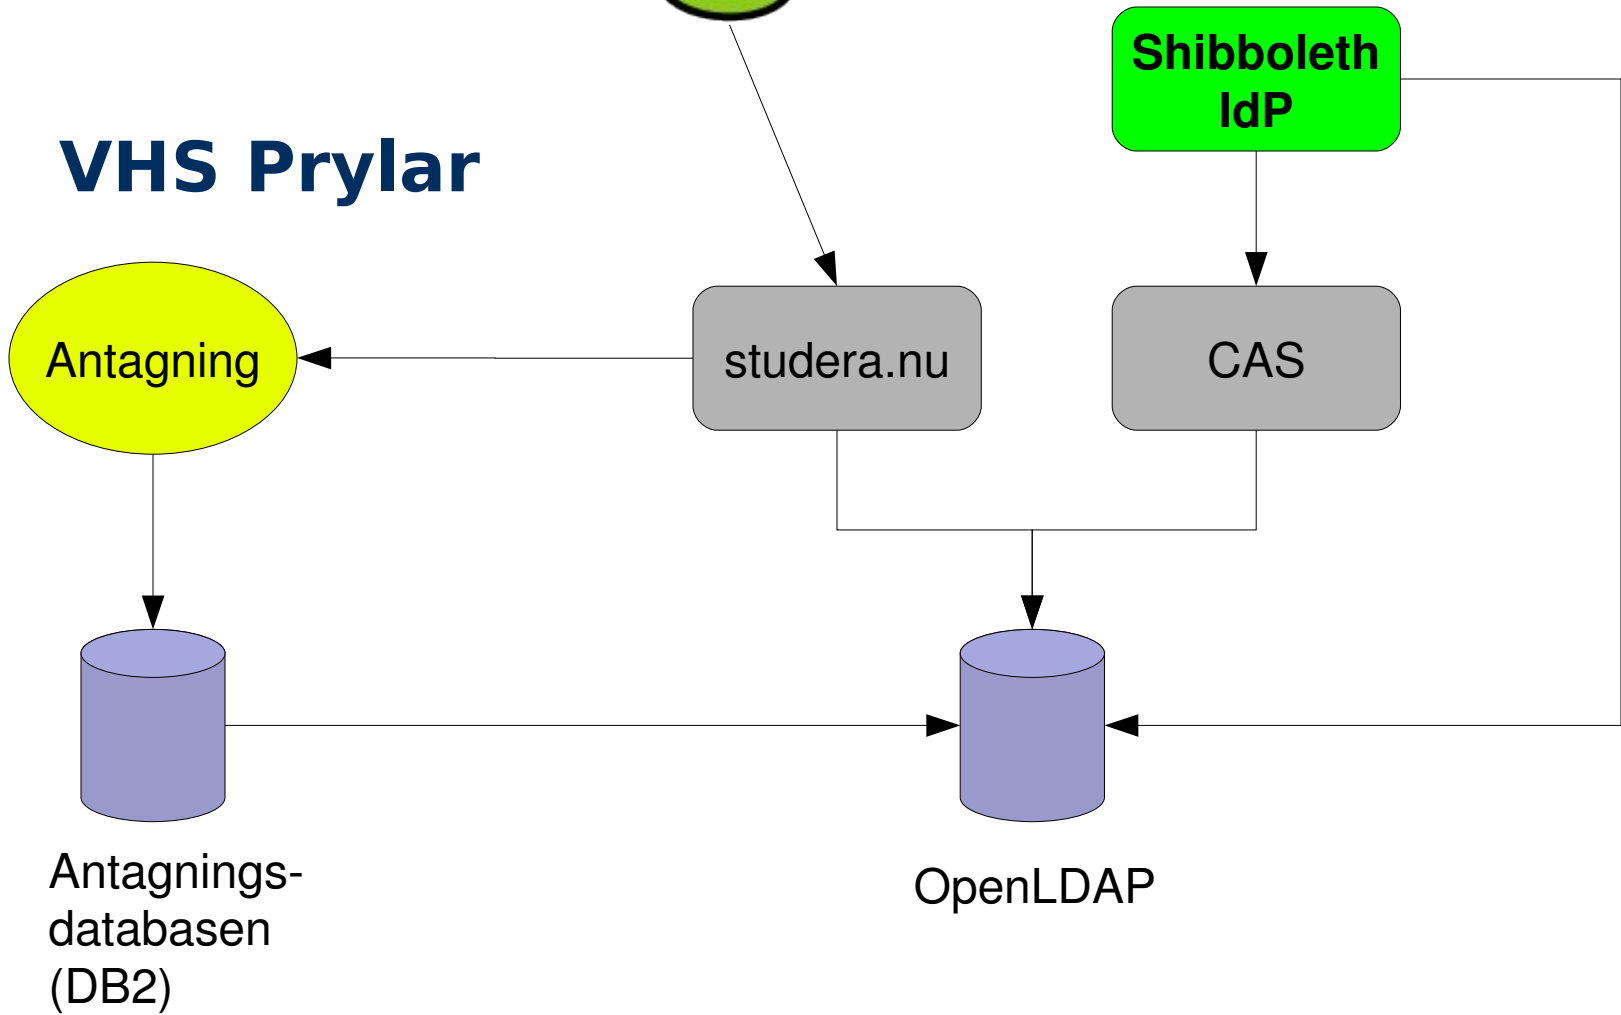 Shibboleth
IdP
VHS Prylar
Antagning
studera.nu
CAS
Antagnings-
databasen
(DB2)
OpenLDAP